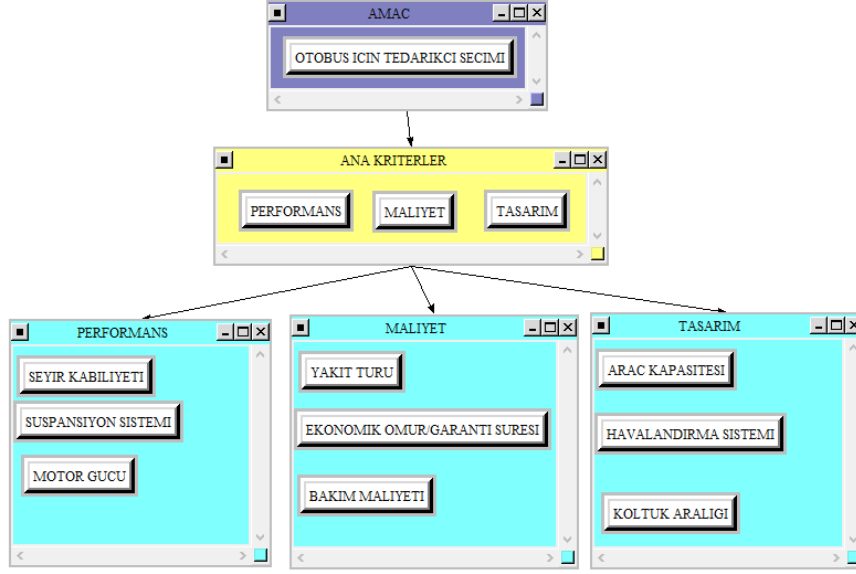 AMAC
OTOBUS ICIN TEDARIKCI SECIMI
ANA KRITERLER
PERFORMANS
MALIYET
TASARIM
PERFORMANS
SEYIR KABILIYETI
SUSPANSIYON SISTEMI
MOTOR GUCU
MALIYET
YAKIT TURU
EKONOMIK OMUR/GARANTI SURESI
BAKIM MALIYETI
TASARIM
ARAC KAPASITESI
HAVALANDIRMA SISTEMI
KOLTUK ARALIGI